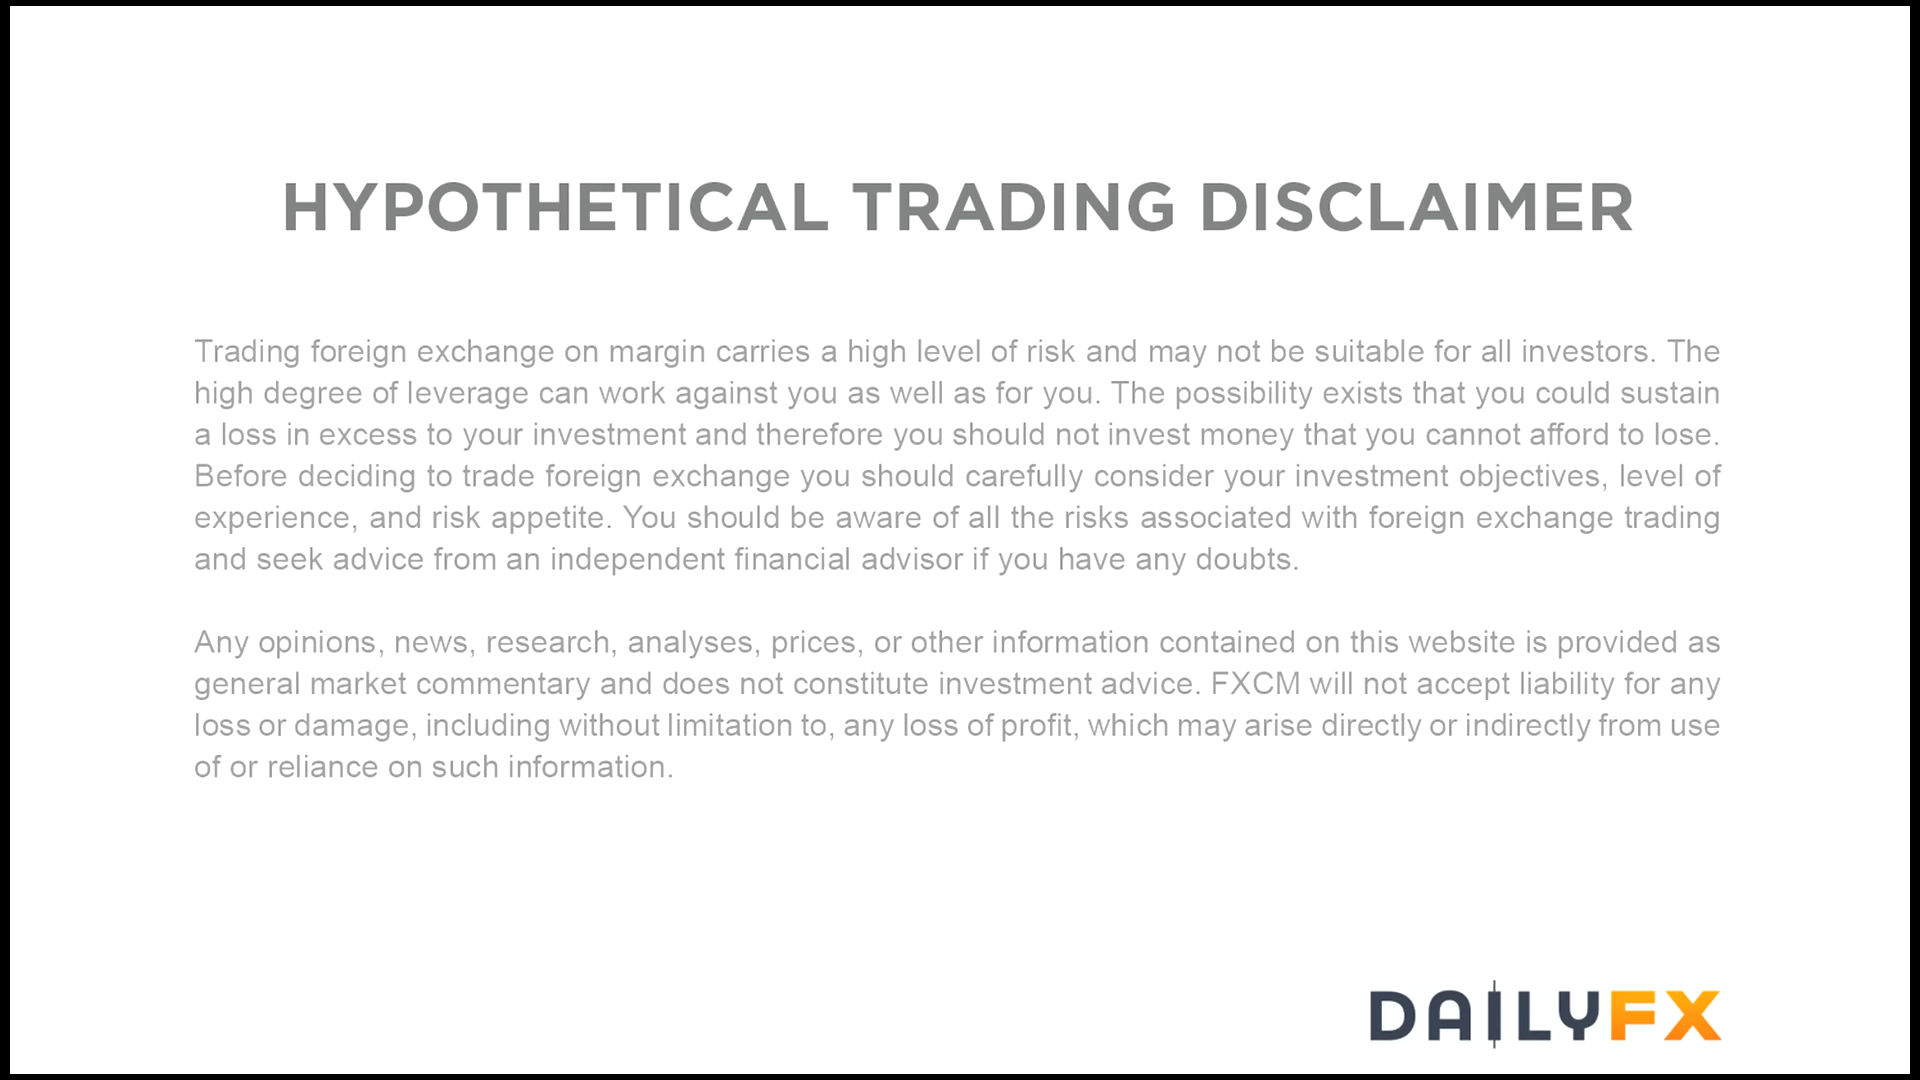 HYPOTHETICAL TRADING DISCLAIMER
Trading foreign exchange on margin carries a high level of risk and may not be suitable for all investors. The
high degree of leverage can work against you as well as for you. The possibility exists that you could sustain
a loss in excess to your investment and therefore you should not invest money that you cannot afford to lose.
Before deciding to trade foreign exchange you should carefully consider your investment objectives, level of
experience, and risk appetite. You should be aware of all the risks associated with foreign exchange trading
and seek advice from an independent financial advisor if you have any doubts.
Any opinions, news, research, analyses, prices, or other information contained on this website is provided as
general market commentary and does not constitute investment advice. FXCM will not accept liability for any
loss or damage, including without limitation to, any loss of profit, which may arise directly or indirectly from use
of or reliance on such information.
DAILYFX